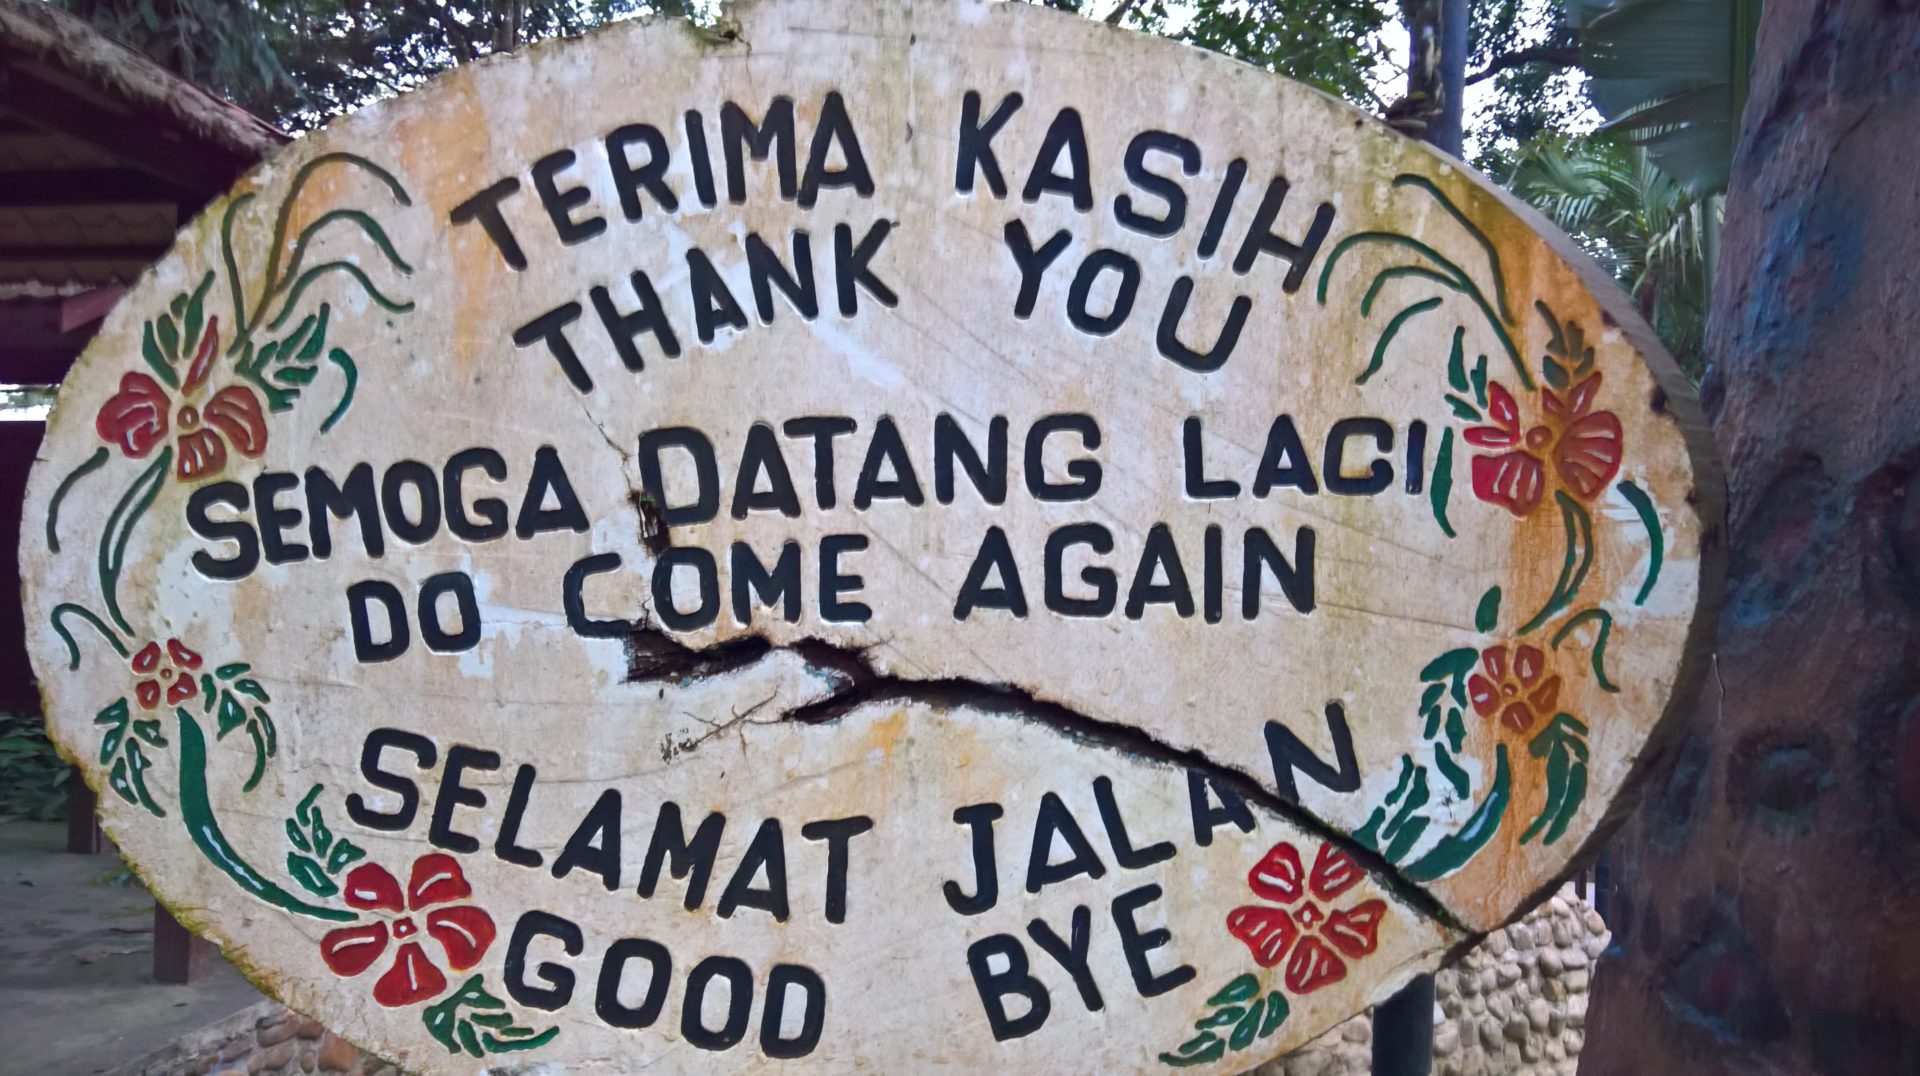 TERIMA KASIH
THANK YOU
SEMOGA DATANG LAGI
DO COME AGAIN
SELAMAT JALAN
GOOD BYE